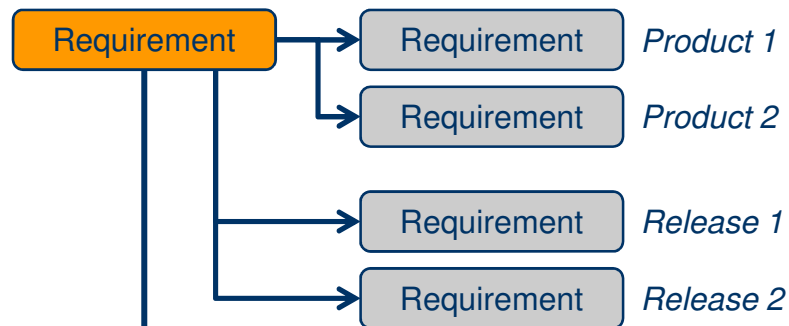 Requirement Requirement Product 1
Requirement Product 2
Requirement Release 1
Requirement Release 2